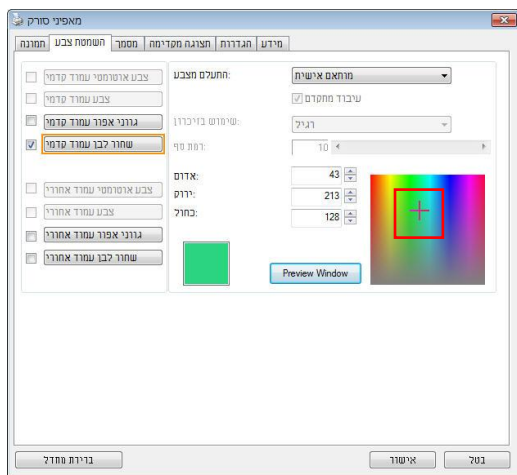 מאפיני סורק
תמונה השמטת צבע מסמך תצוגה מקדימה הגדרות מידע
צבע אוטומטי עמוד קדמי
צבע עמוד קדמי
גווני אפור עמוד קדמי
שחור לבן עמוד קדמי
צבע אוטומטי עמוד אחורי
צבע עמוד אחורי
גווני אפור עמוד אחורי
שחור לבן עמוד אחורי
התעלם מצבע: מותאם אישית
עיבוד מתקדם
שימוש בזיכרון: רגיל
רמת סף: 10
אדום: 43
ירוק: 213
כחול: 128
Preview Window
ברירת מחדל אישור בטל